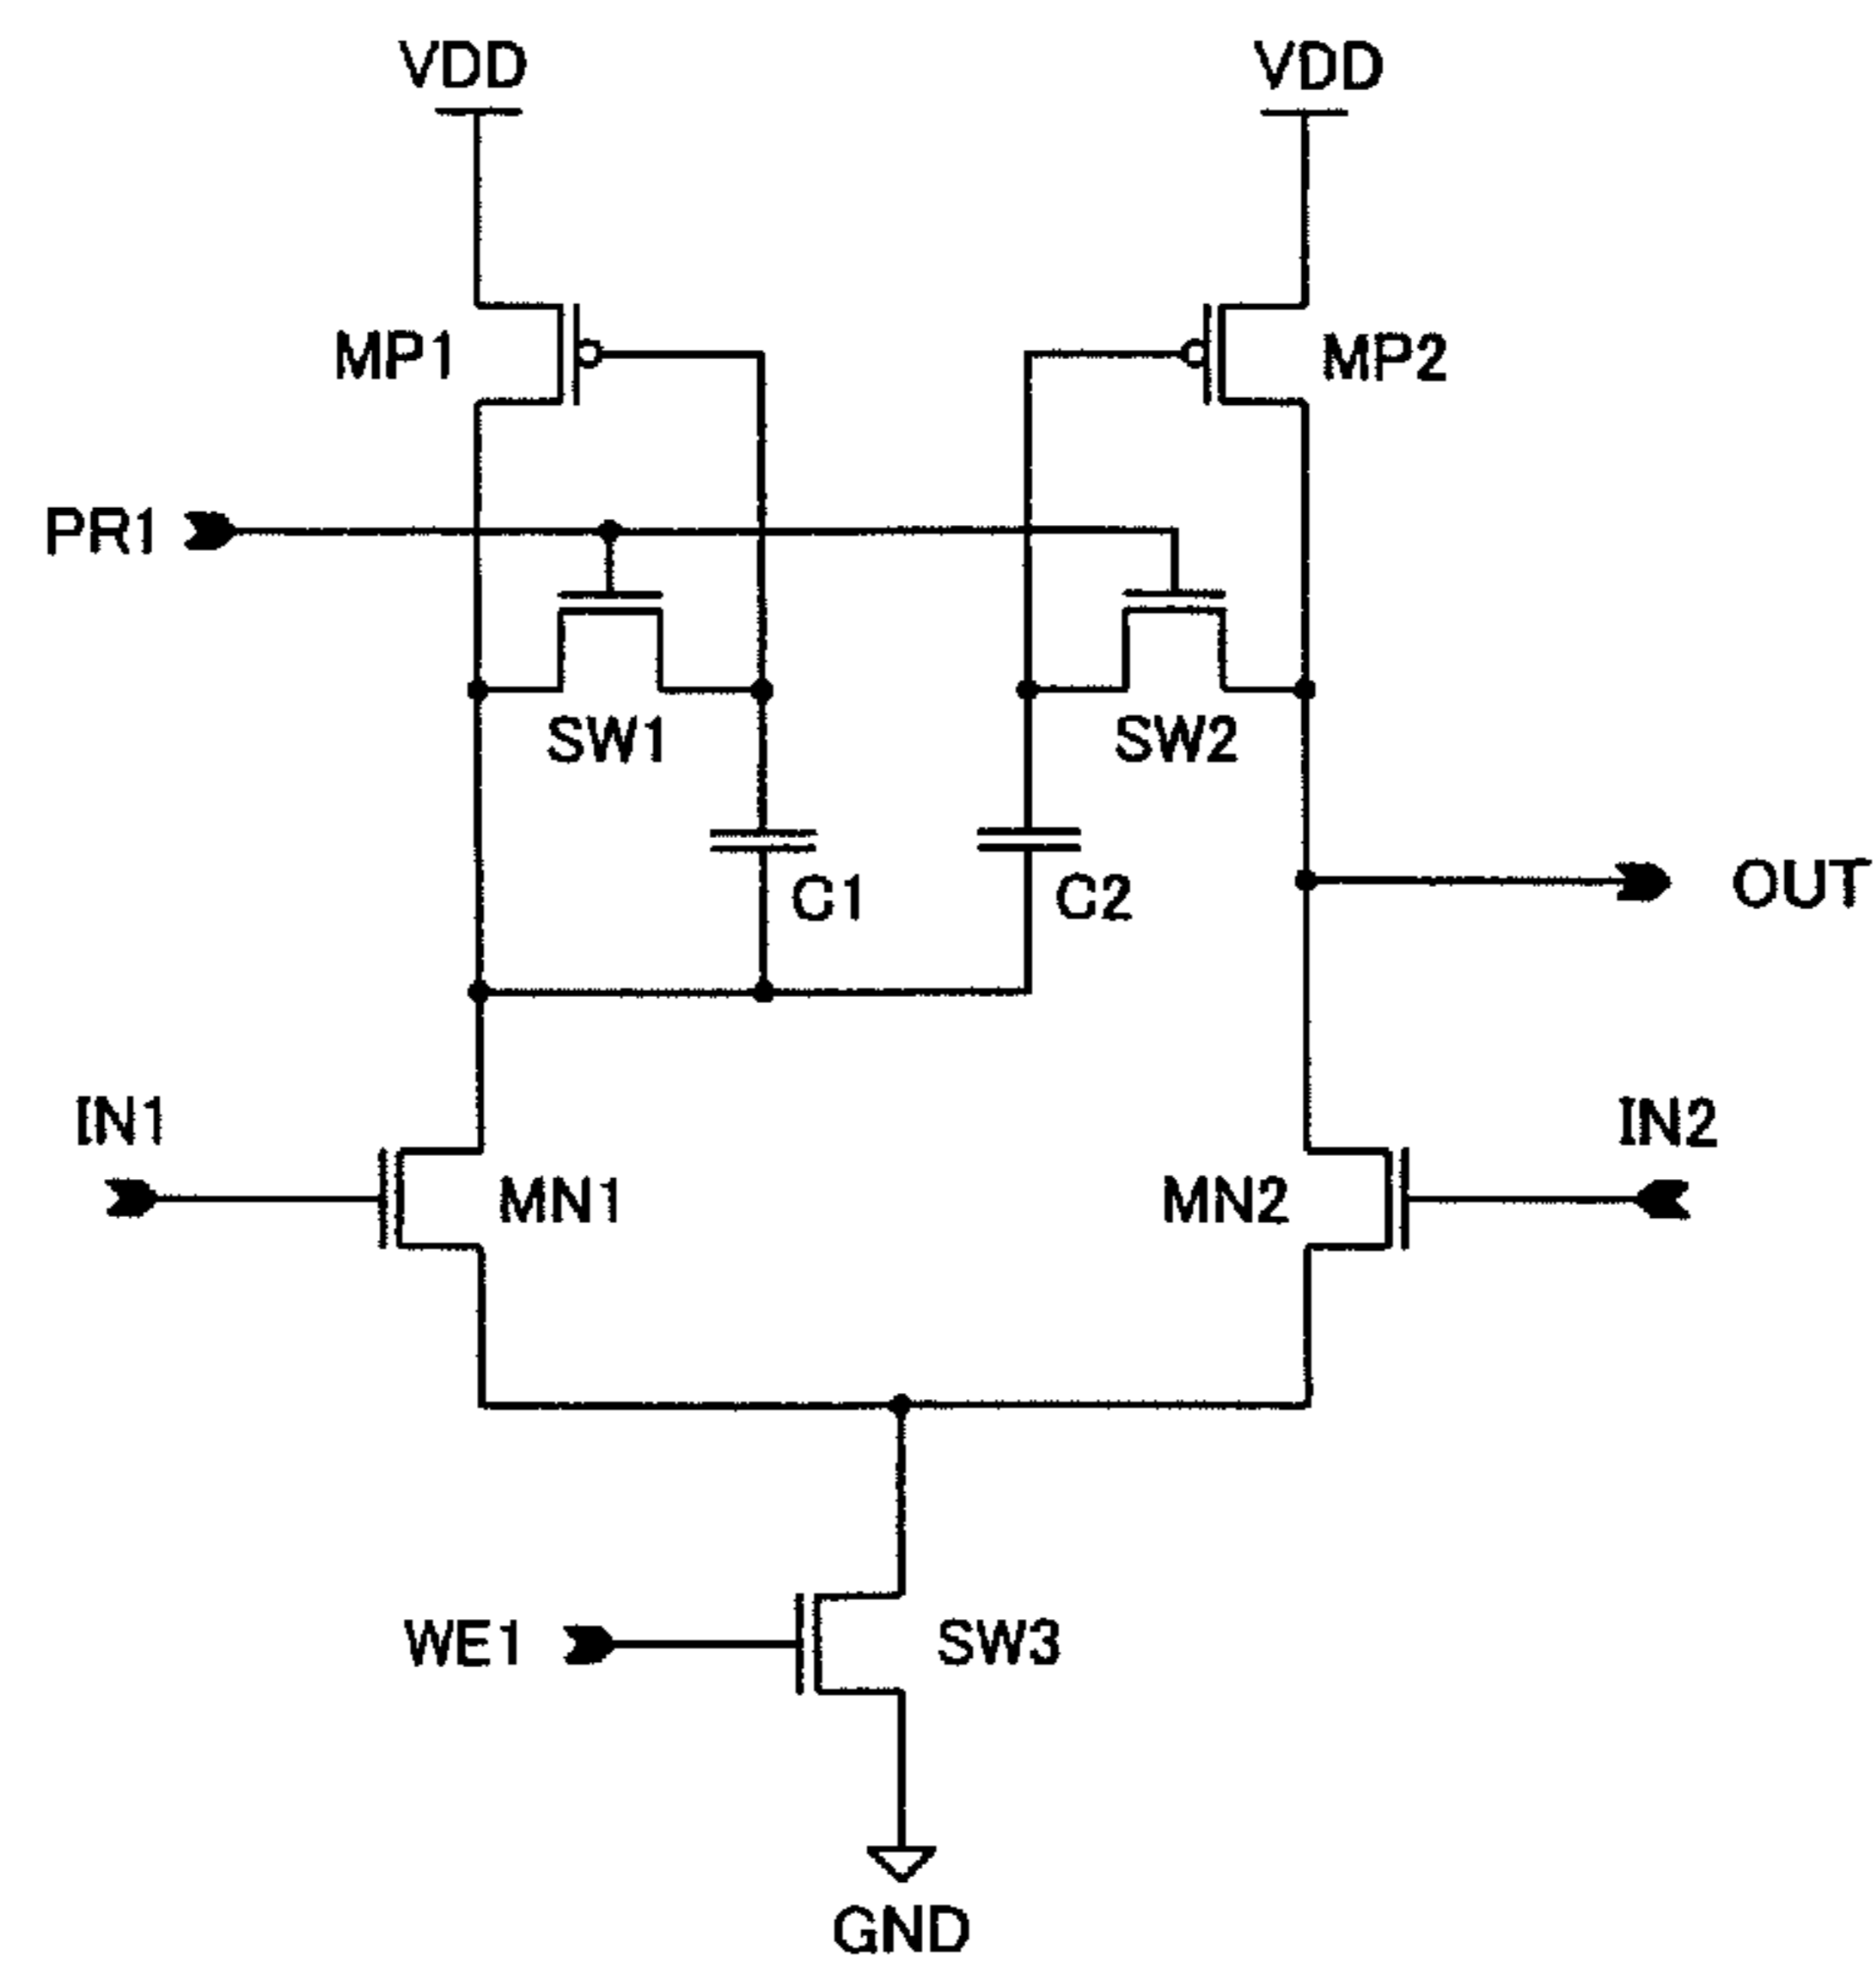 VDD
VDD
MP1
MP2
PR1
SW1
SW2
C1
C2
OUT
IN1
IN2
MN1
MN2
WE1
SW3
GND